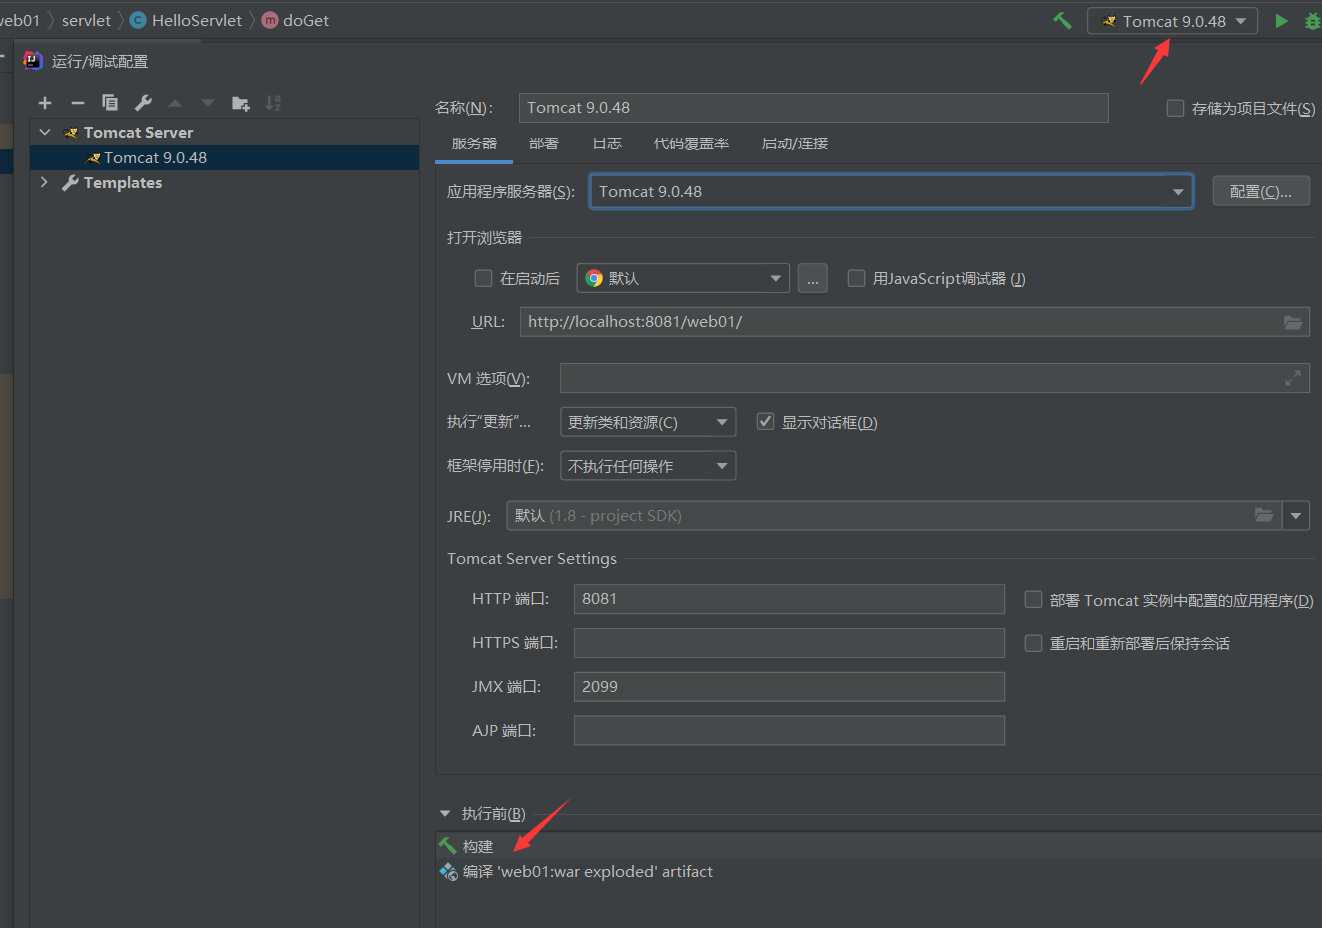 web01 servlet HelloServlet doGet Tomcat 9.0.48
运行/调试配置
Tomcat Server
Tomcat 9.0.48
Templates
名称(N): Tomcat 9.0.48 存储为项目文件(S)
服务器 部署 日志 代码覆盖率 启动/连接
应用程序服务器(S): Tomcat 9.0.48 配置(C)...
打开浏览器
在启动后 默认 ... 用JavaScript调试器 (J)
URL: http://localhost:8081/web01/
VM 选项(V):
执行"更新"... 更新类和资源(C) 显示对话框(D)
框架停用时(F): 不执行任何操作
JRE(J): 默认 (1.8 - project SDK)
Tomcat Server Settings
HTTP 端口: 8081 部署 Tomcat 实例中配置的应用程序(D)
HTTPS 端口: 重启和重新部署后保持会话
JMX 端口: 2099
AJP 端口:
执行前(B)
构建
编译 'web01:war exploded' artifact